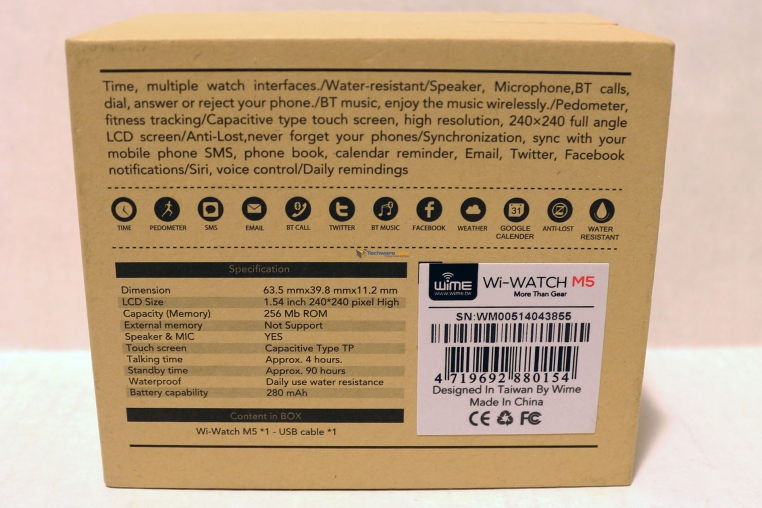 Time, multiple watch interfaces./Water-resistant/Speaker, Microphone,BT calls,
dial, answer or reject your phone./BT music, enjoy the music wirelessly./Pedometer,
fitness tracking/Capacitive type touch screen, high resolution, 240×240 full angle
LCD screen/Anti-Lost,never forget your phones/Synchronization, sync with your
mobile phone SMS, phone book, calendar reminder, Email, Twitter, Facebook
notifications/Siri, voice control/Daily remindings
31
TIME PEDOMETER SMS EMAIL BT CALL TWITTER BT MUSIC FACEBOOK WEATHER GOOGLE CALENDER ANTI-LOST WATER RESISTANT
Techware
Specification
Dimension 63.5 mmx39.8 mmx11.2 mm
LCD Size 1.54 inch 240*240 pixel High
Capacity (Memory) 256 Mb ROM
External memory Not Support
Speaker & MIC YES
Touch screen Capacitive Type TP
Talking time Approx. 4 hours.
Standby time Approx. 90 hours
Waterproof Daily use water resistance
Battery capability 280 mAh
Content in BOX
Wi-Watch M5 *1 - USB cable *1
WiME
www.wime.tw
Wi-WATCH M5
More Than Gear
SN:WM00514043855
4 719692 880154
Designed In Taiwan By Wime
Made In China
CE FC